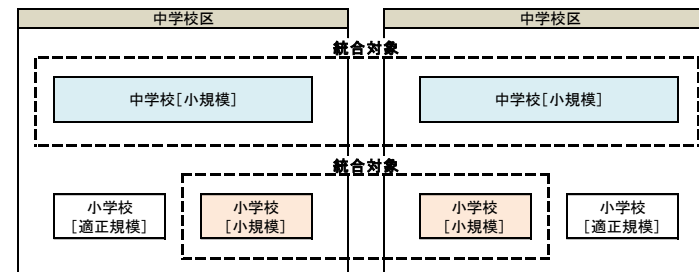 中学校区
中学校区
統合対象
中学校[小規模]
中学校[小規模]
統合対象
小学校
[適正規模]
小学校
[小規模]
小学校
[小規模]
小学校
[適正規模]